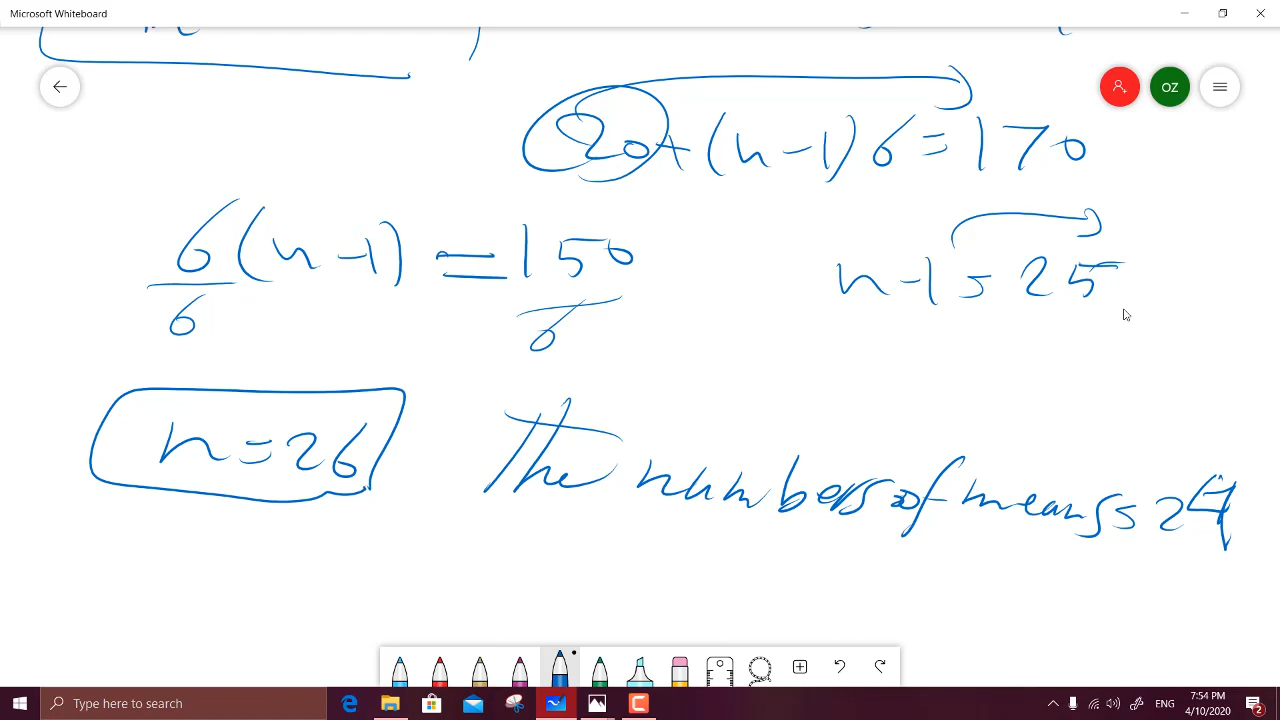 Microsoft Whiteboard
OZ
20+(n-1)6=170
6(n-1)=150
6
6
n-1=25
n=26
The numbers of means=24
Type here to search
ENG
7:54 PM
4/10/2020
2